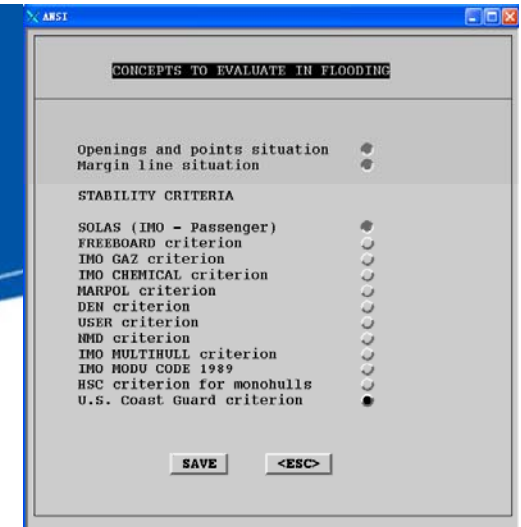 ANSI
CONCEPTS TO EVALUATE IN FLOODING
Openings and points situation
Margin line situation
STABILITY CRITERIA
SOLAS (IMO - Passenger)
FREEBOARD criterion
IMO GAZ criterion
IMO CHEMICAL criterion
MARPOL criterion
DEN criterion
USER criterion
NMD criterion
IMO MULTIHULL criterion
IMO MODU CODE 1989
HSC criterion for monohulls
U.S. Coast Guard criterion
SAVE <ESC>